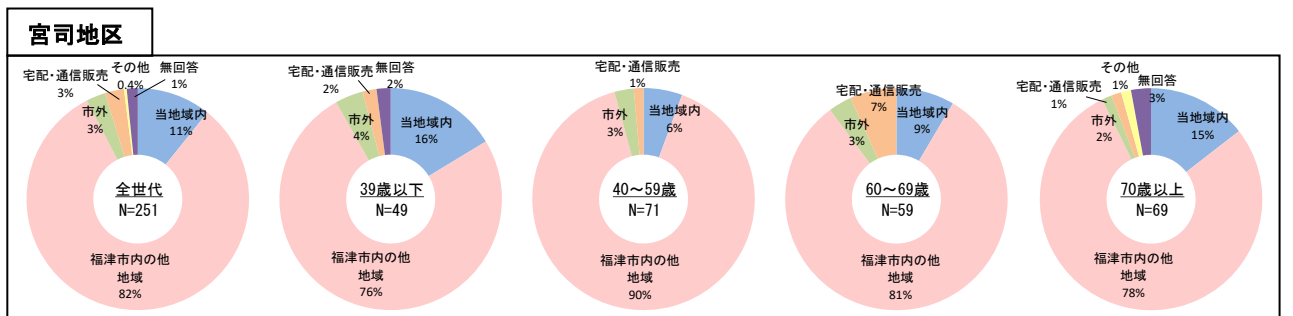 宮司地区
その他
0.4%
無回答
1%
宅配・通信販売
3%
市外
3%
当地域内
11%
全世代
N=251
福津市内の他
地域
82%
宅配・通信販売
2%
無回答
2%
市外
4%
当地域内
16%
39歳以下
N=49
福津市内の他
地域
76%
宅配・通信販売
1%
市外
3%
当地域内
6%
40～59歳
N=71
福津市内の他
地域
90%
宅配・通信販売
7%
市外
3%
当地域内
9%
60～69歳
N=59
福津市内の他
地域
81%
その他
1%
宅配・通信販売
1%
無回答
3%
市外
2%
当地域内
15%
70歳以上
N=69
福津市内の他
地域
78%